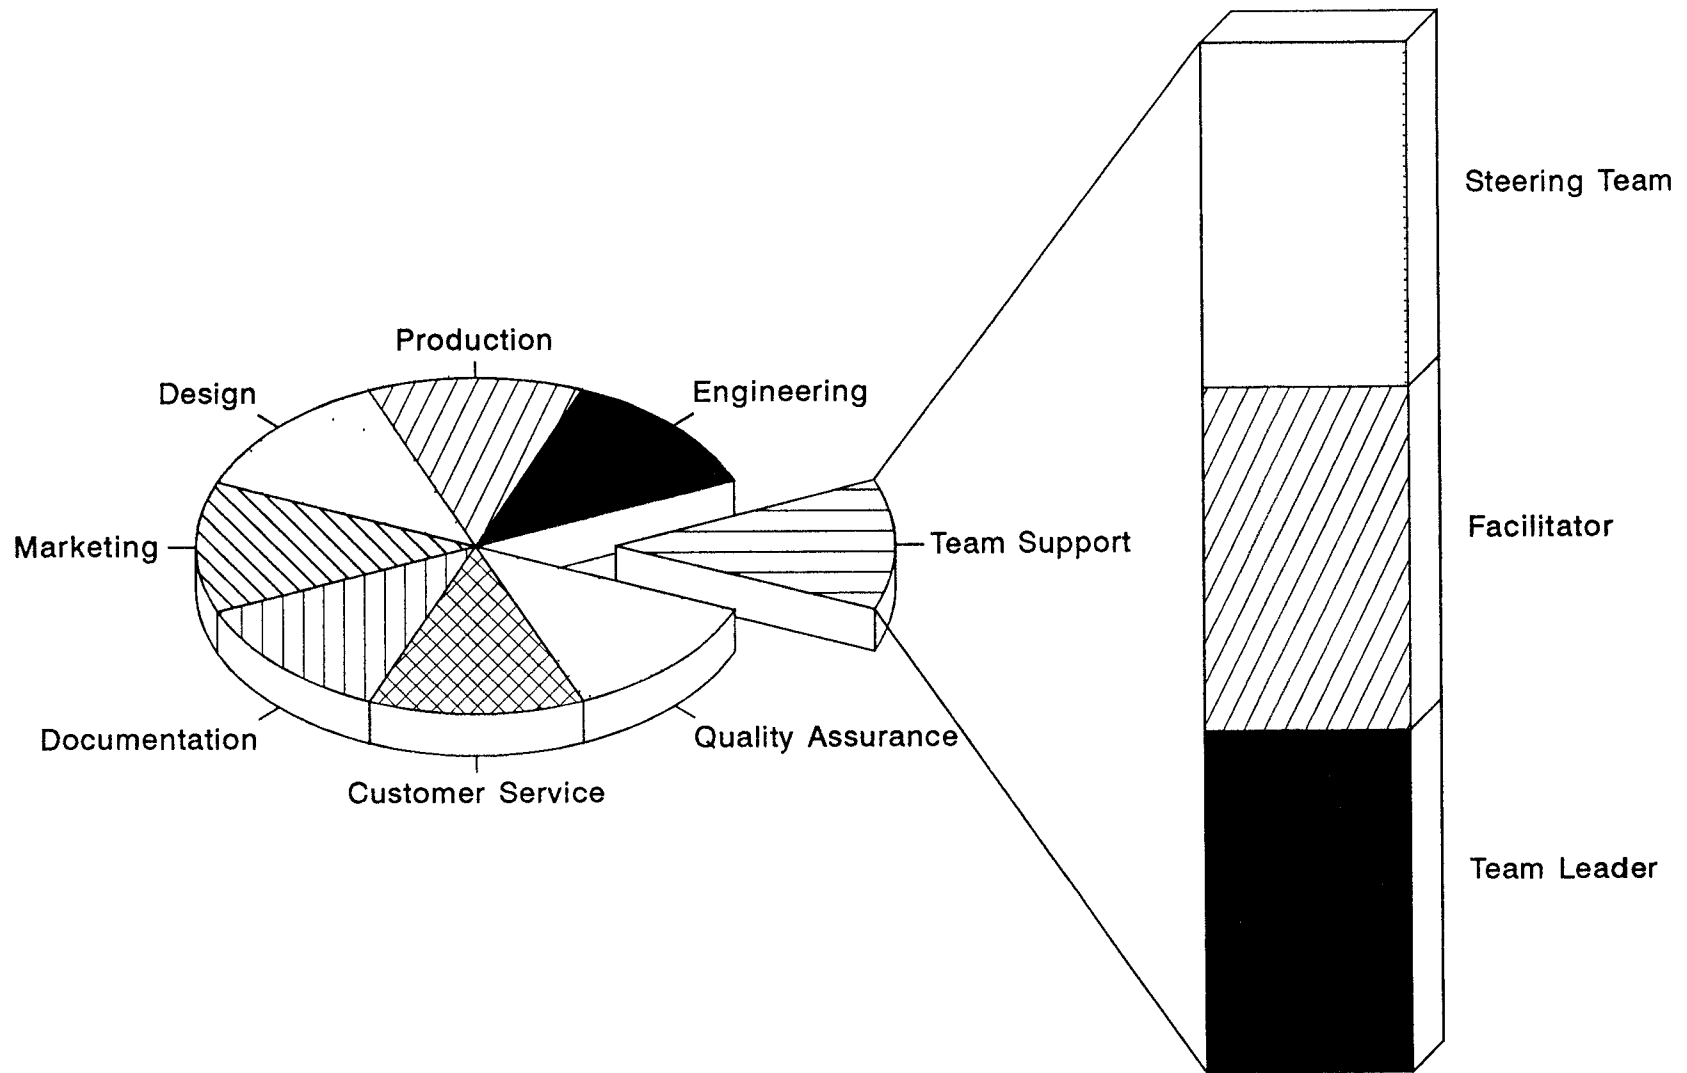 Steering Team
Production
Design
Engineering
Facilitator
Marketing
Team Support
Documentation
Quality Assurance
Customer Service
Team Leader